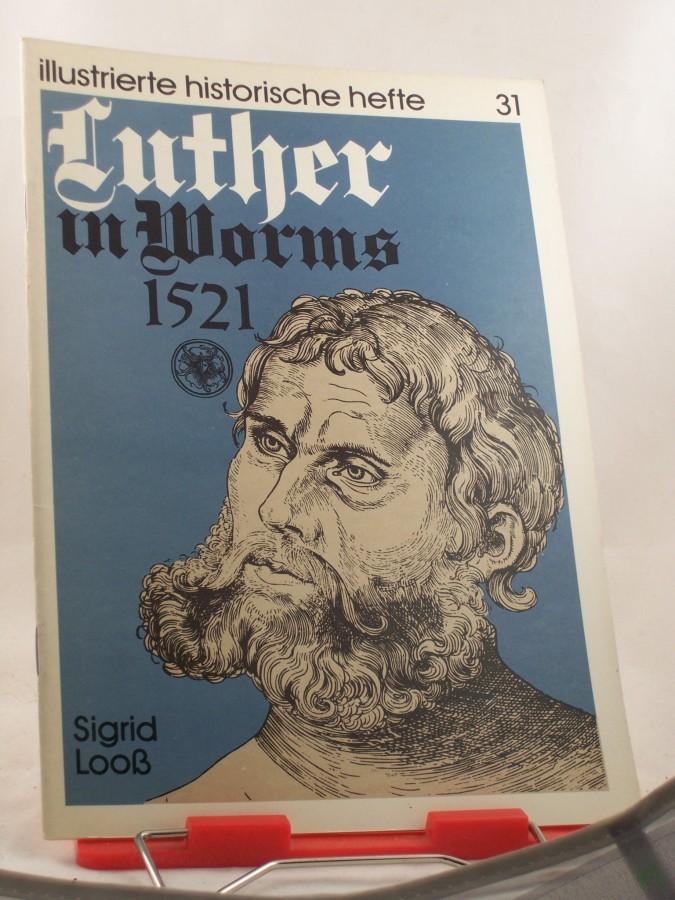 illustrierte historische hefte 31
Luther
in Worms
1521
Sigrid
Looß